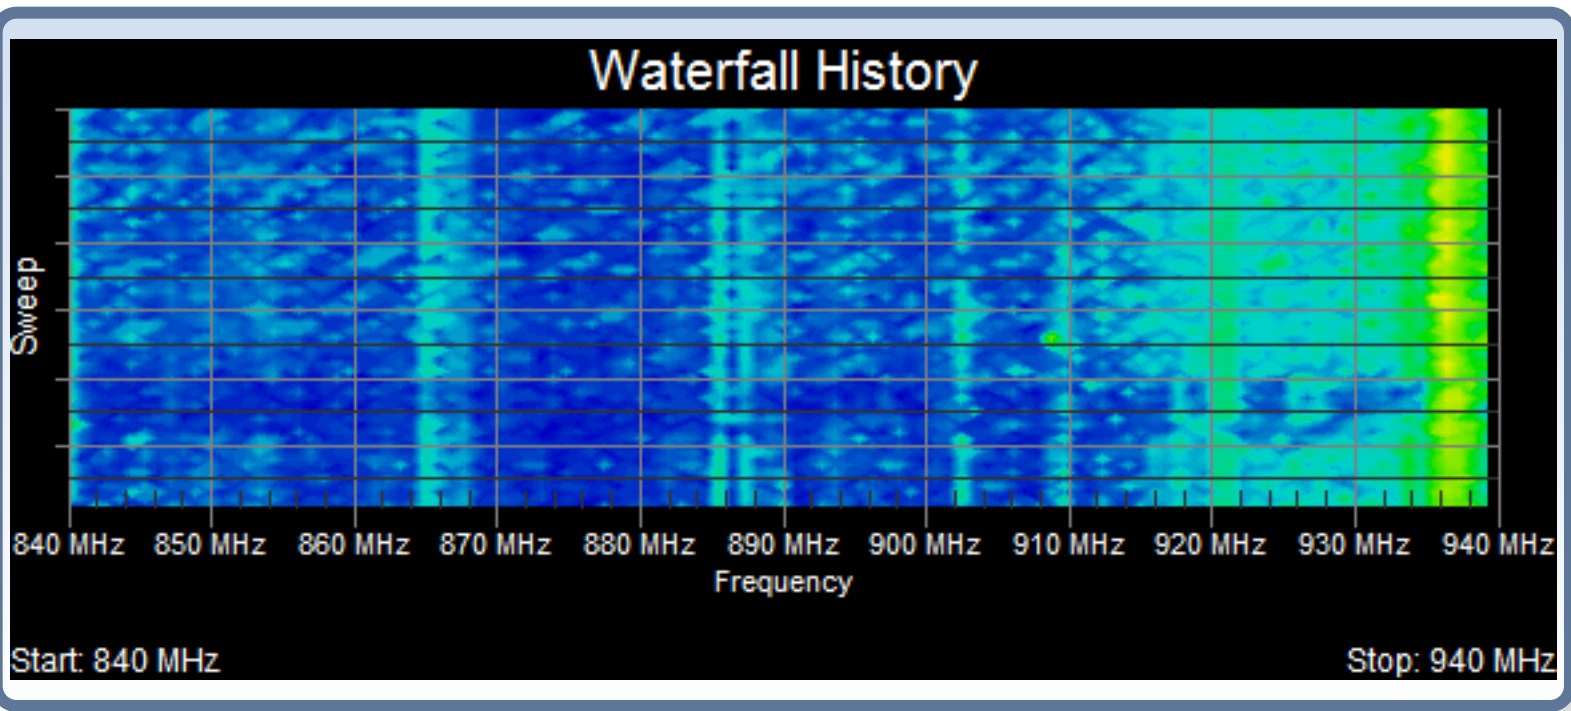 Waterfall History
Sweep
840 MHz 850 MHz 860 MHz 870 MHz 880 MHz 890 MHz 900 MHz 910 MHz 920 MHz 930 MHz 940 MHz
Frequency
Start: 840 MHz Stop: 940 MHz